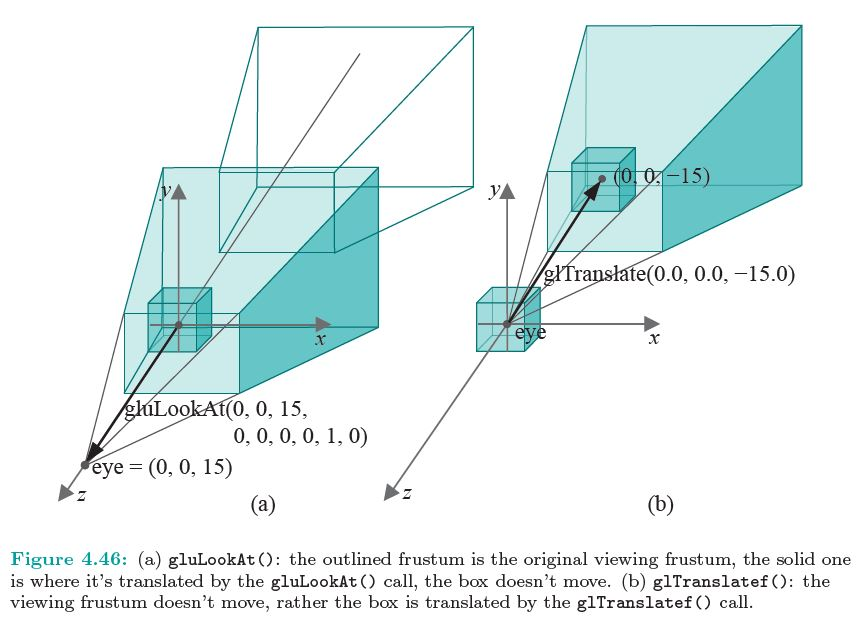 y
x
gluLookAt(0, 0, 15,
0, 0, 0, 0, 1, 0)
eye = (0, 0, 15)
z
(a)
y
(0, 0, −15)
glTranslate(0.0, 0.0, −15.0)
eye
x
z
(b)
Figure 4.46: (a) gluLookAt(): the outlined frustum is the original viewing frustum, the solid one
is where it's translated by the gluLookAt() call, the box doesn't move. (b) glTranslatef(): the
viewing frustum doesn't move, rather the box is translated by the glTranslatef() call.